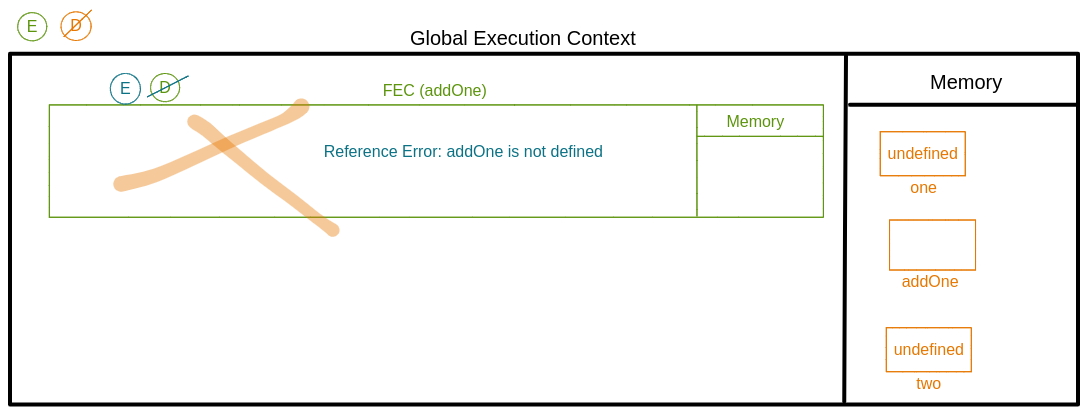 E D
Global Execution Context
E D
FEC (addOne)
Memory
Memory
Reference Error: addOne is not defined
undefined
one
addOne
undefined
two